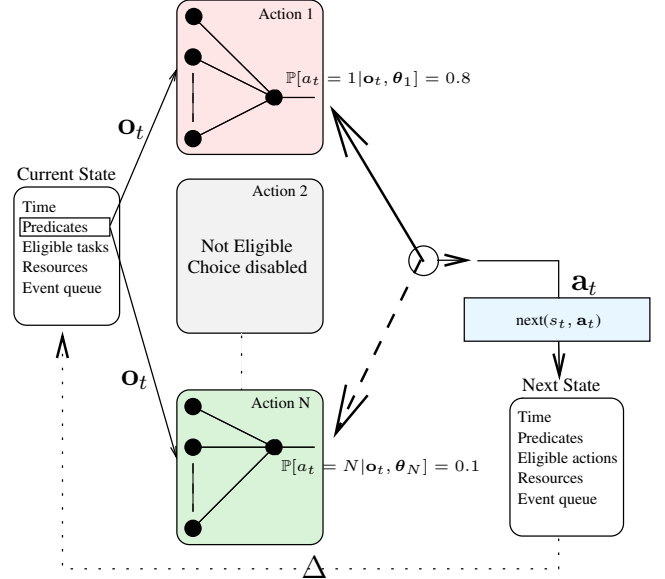 Action 1
ℙ[a_t = 1|o_t, θ_1] = 0.8
o_t
Current State
Time
Predicates
Eligible tasks
Resources
Event queue
Action 2
Not Eligible
Choice disabled
a_t
next(s_t, a_t)
o_t
Next State
Time
Predicates
Eligible actions
Resources
Event queue
Action N
ℙ[a_t = N|o_t, θ_N] = 0.1
Δ